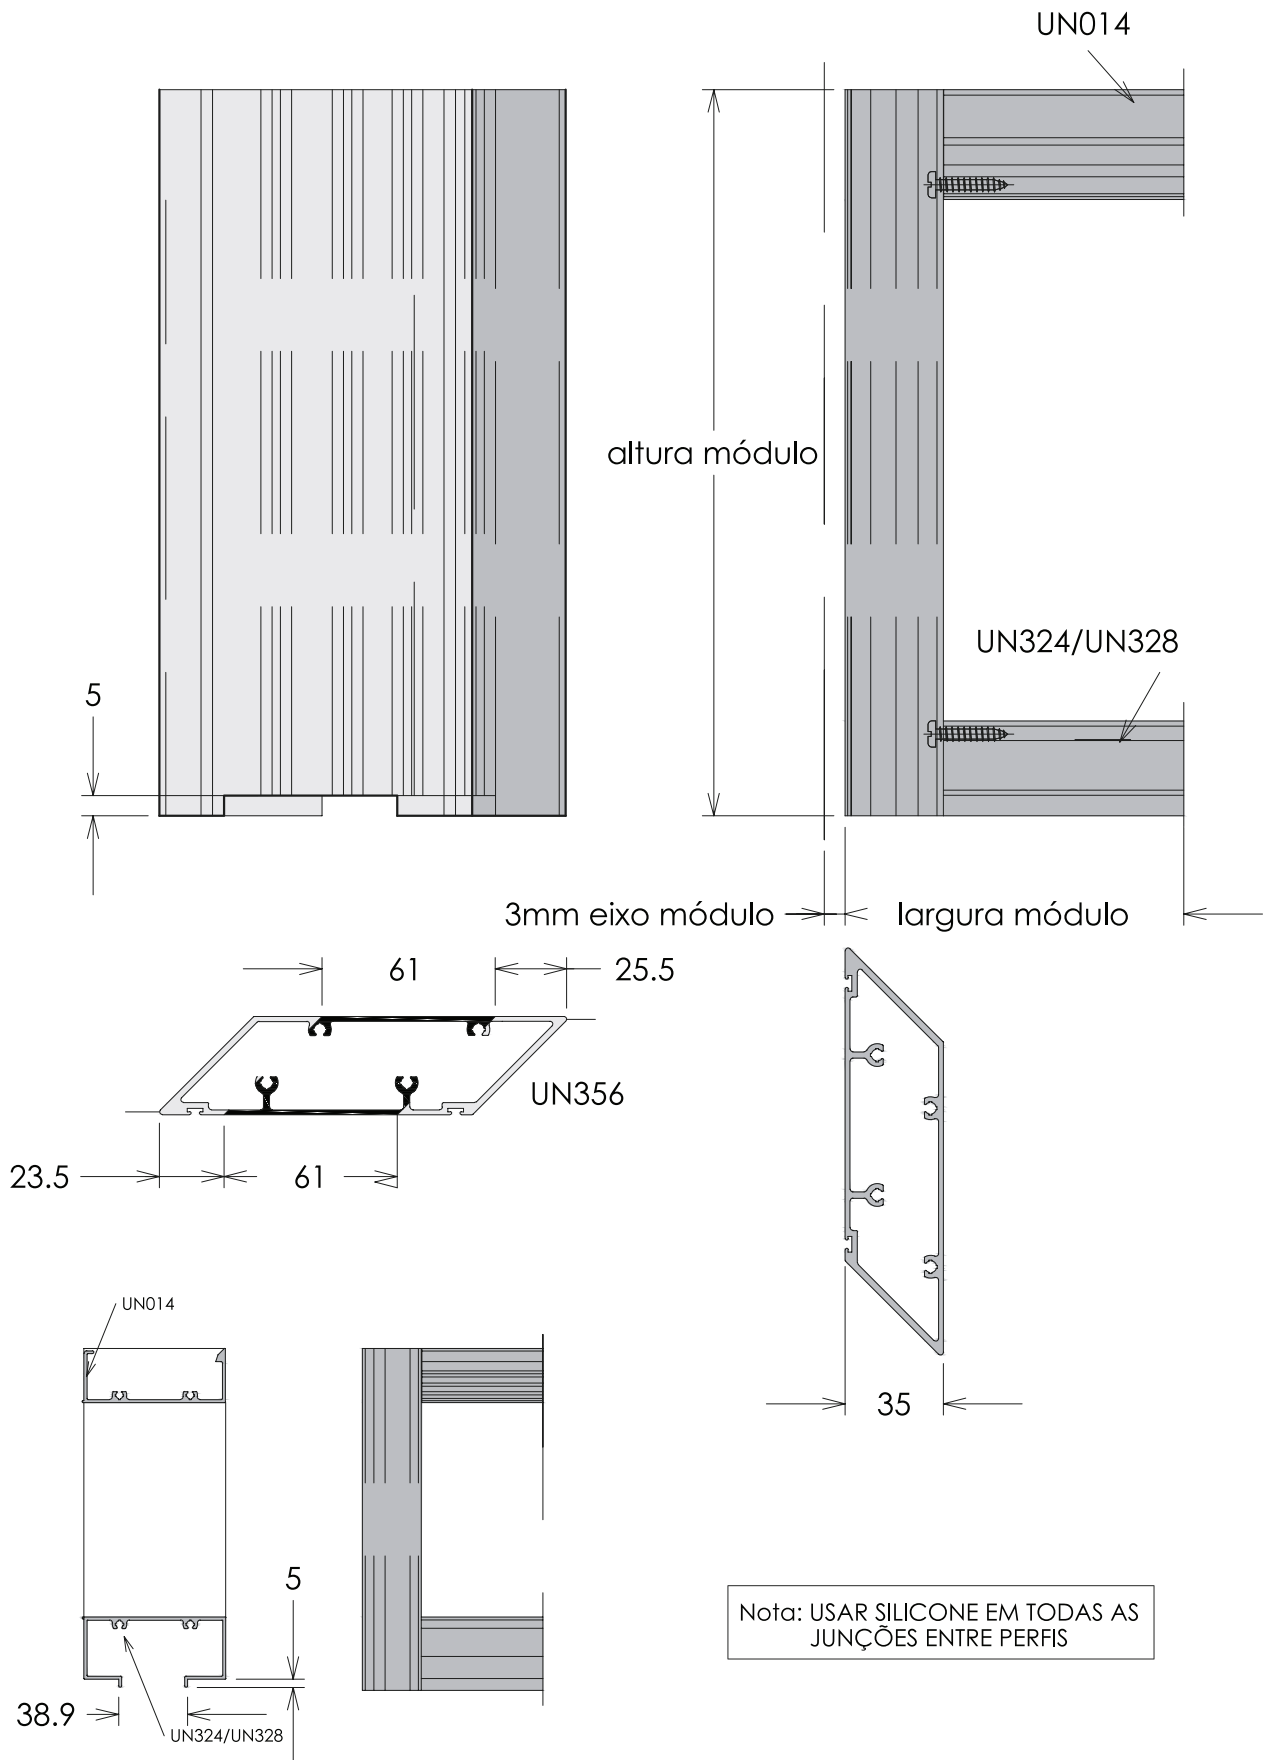 UN014
altura módulo
UN324/UN328
5
3mm eixo módulo
largura módulo
61
25.5
UN356
23.5
61
UN014
35
5
Nota: USAR SILICONE EM TODAS AS
JUNÇÕES ENTRE PERFIS
38.9
UN324/UN328